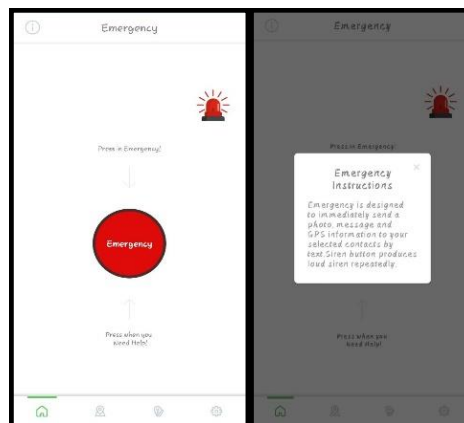 Emergency
Press in Emergency!
Emergency
Press when you
Need Help!
Emergency
Press in Emergency!
Emergency
Instructions
Emergency is designed
to immediately send a
photo, message and
GPS information to your
selected contacts by
text.Siren button produces
loud siren repeatedly.
Press when you
Need Help!